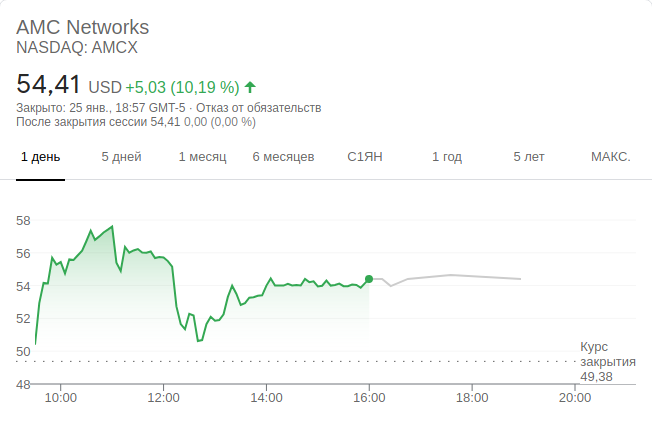 AMC Networks
NASDAQ: AMCX
54,41 USD +5,03 (10,19 %)
Закрыто: 25 янв., 18:57 GMT-5 · Отказ от обязательств
После закрытия сессии 54,41 0,00 (0,00 %)
1 день 5 дней 1 месяц 6 месяцев С1ЯН 1 год 5 лет МАКС.
58
56
54
52
50
Курс
закрытия
49,38
48
10:00 12:00 14:00 16:00 18:00 20:00